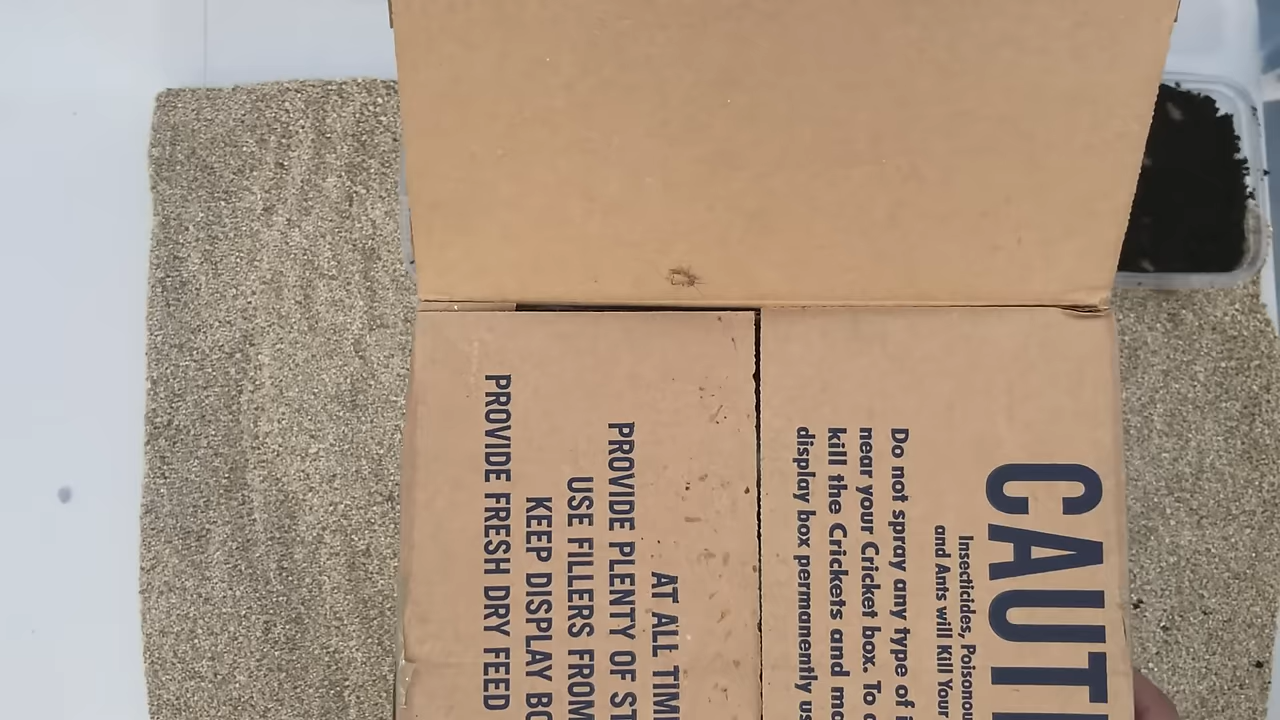 CAUT
Insecticides, Poisonou
and Ants will Kill Your
Do not spray any type of
near your Cricket box. To
kill the Crickets and
display box permanently
AT ALL TIM
PROVIDE PLENTY OF ST
USE FILLERS FROM
KEEP DISPLAY BO
PROVIDE FRESH DRY FEED